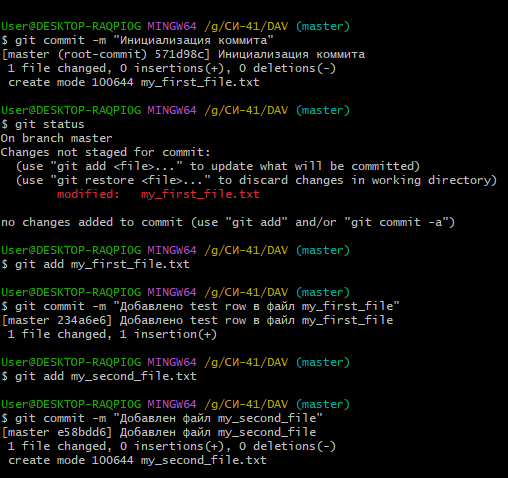 User@DESKTOP-RAQPIOG MINGW64 /g/СИ-41/DAV (master)
$ git commit -m "Инициализация коммита"
[master (root-commit) 571d98c] Инициализация коммита
 1 file changed, 0 insertions(+), 0 deletions(-)
 create mode 100644 my_first_file.txt
User@DESKTOP-RAQPIOG MINGW64 /g/СИ-41/DAV (master)
$ git status
On branch master
Changes not staged for commit:
  (use "git add <file>..." to update what will be committed)
  (use "git restore <file>..." to discard changes in working directory)
        modified:   my_first_file.txt
no changes added to commit (use "git add" and/or "git commit -a")
User@DESKTOP-RAQPIOG MINGW64 /g/СИ-41/DAV (master)
$ git add my_first_file.txt
User@DESKTOP-RAQPIOG MINGW64 /g/СИ-41/DAV (master)
$ git commit -m "Добавлено test row в файл my_first_file"
[master 234a6e6] Добавлено test row в файл my_first_file
 1 file changed, 1 insertion(+)
User@DESKTOP-RAQPIOG MINGW64 /g/СИ-41/DAV (master)
$ git add my_second_file.txt
User@DESKTOP-RAQPIOG MINGW64 /g/СИ-41/DAV (master)
$ git commit -m "Добавлен файл my_second_file"
[master e58bdd6] Добавлен файл my_second_file
 1 file changed, 0 insertions(+), 0 deletions(-)
 create mode 100644 my_second_file.txt